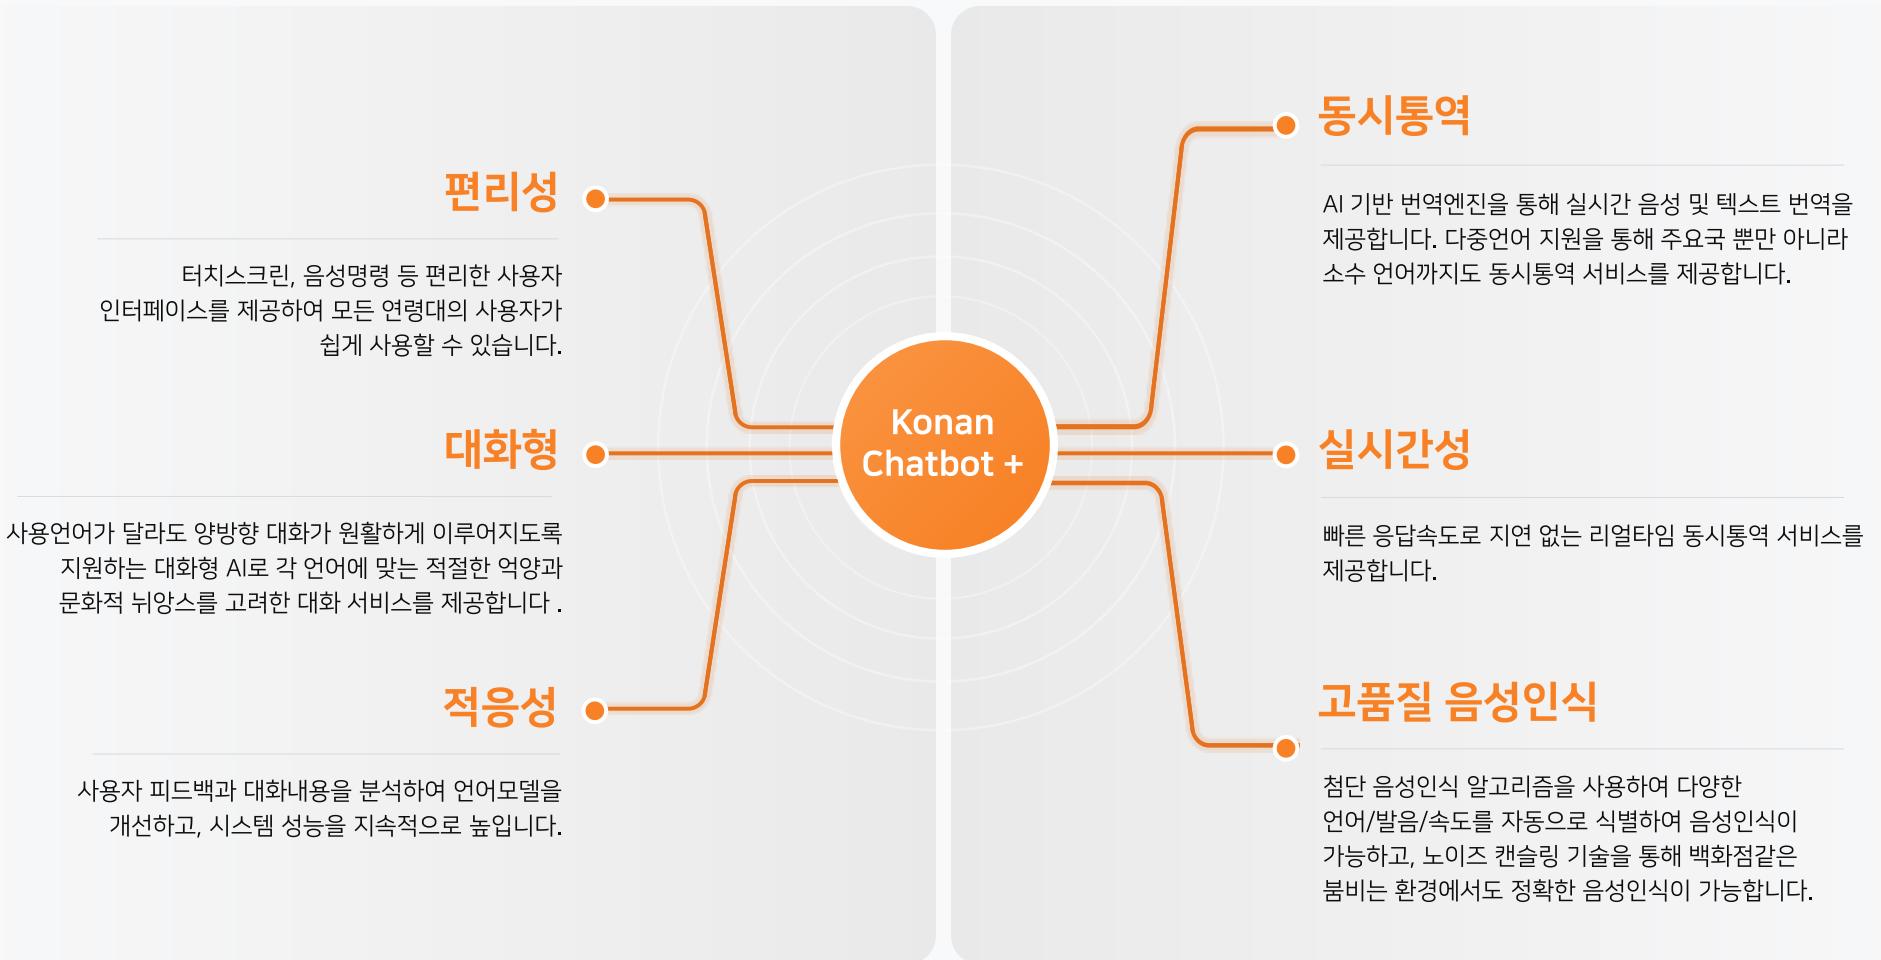 편리성
터치스크린, 음성명령 등 편리한 사용자
인터페이스를 제공하여 모든 연령대의 사용자가
쉽게 사용할 수 있습니다.
대화형
사용언어가 달라도 양방향 대화가 원활하게 이루어지도록
지원하는 대화형 AI로 각 언어에 맞는 적절한 억양과
문화적 뉘앙스를 고려한 대화 서비스를 제공합니다 .
적응성
사용자 피드백과 대화내용을 분석하여 언어모델을
개선하고, 시스템 성능을 지속적으로 높입니다.
Konan
Chatbot +
동시통역
AI 기반 번역엔진을 통해 실시간 음성 및 텍스트 번역을
제공합니다. 다중언어 지원을 통해 주요국 뿐만 아니라
소수 언어까지도 동시통역 서비스를 제공합니다.
실시간성
빠른 응답속도로 지연 없는 리얼타임 동시통역 서비스를
제공합니다.
고품질 음성인식
첨단 음성인식 알고리즘을 사용하여 다양한
언어/발음/속도를 자동으로 식별하여 음성인식이
가능하고, 노이즈 캔슬링 기술을 통해 백화점같은
붐비는 환경에서도 정확한 음성인식이 가능합니다.